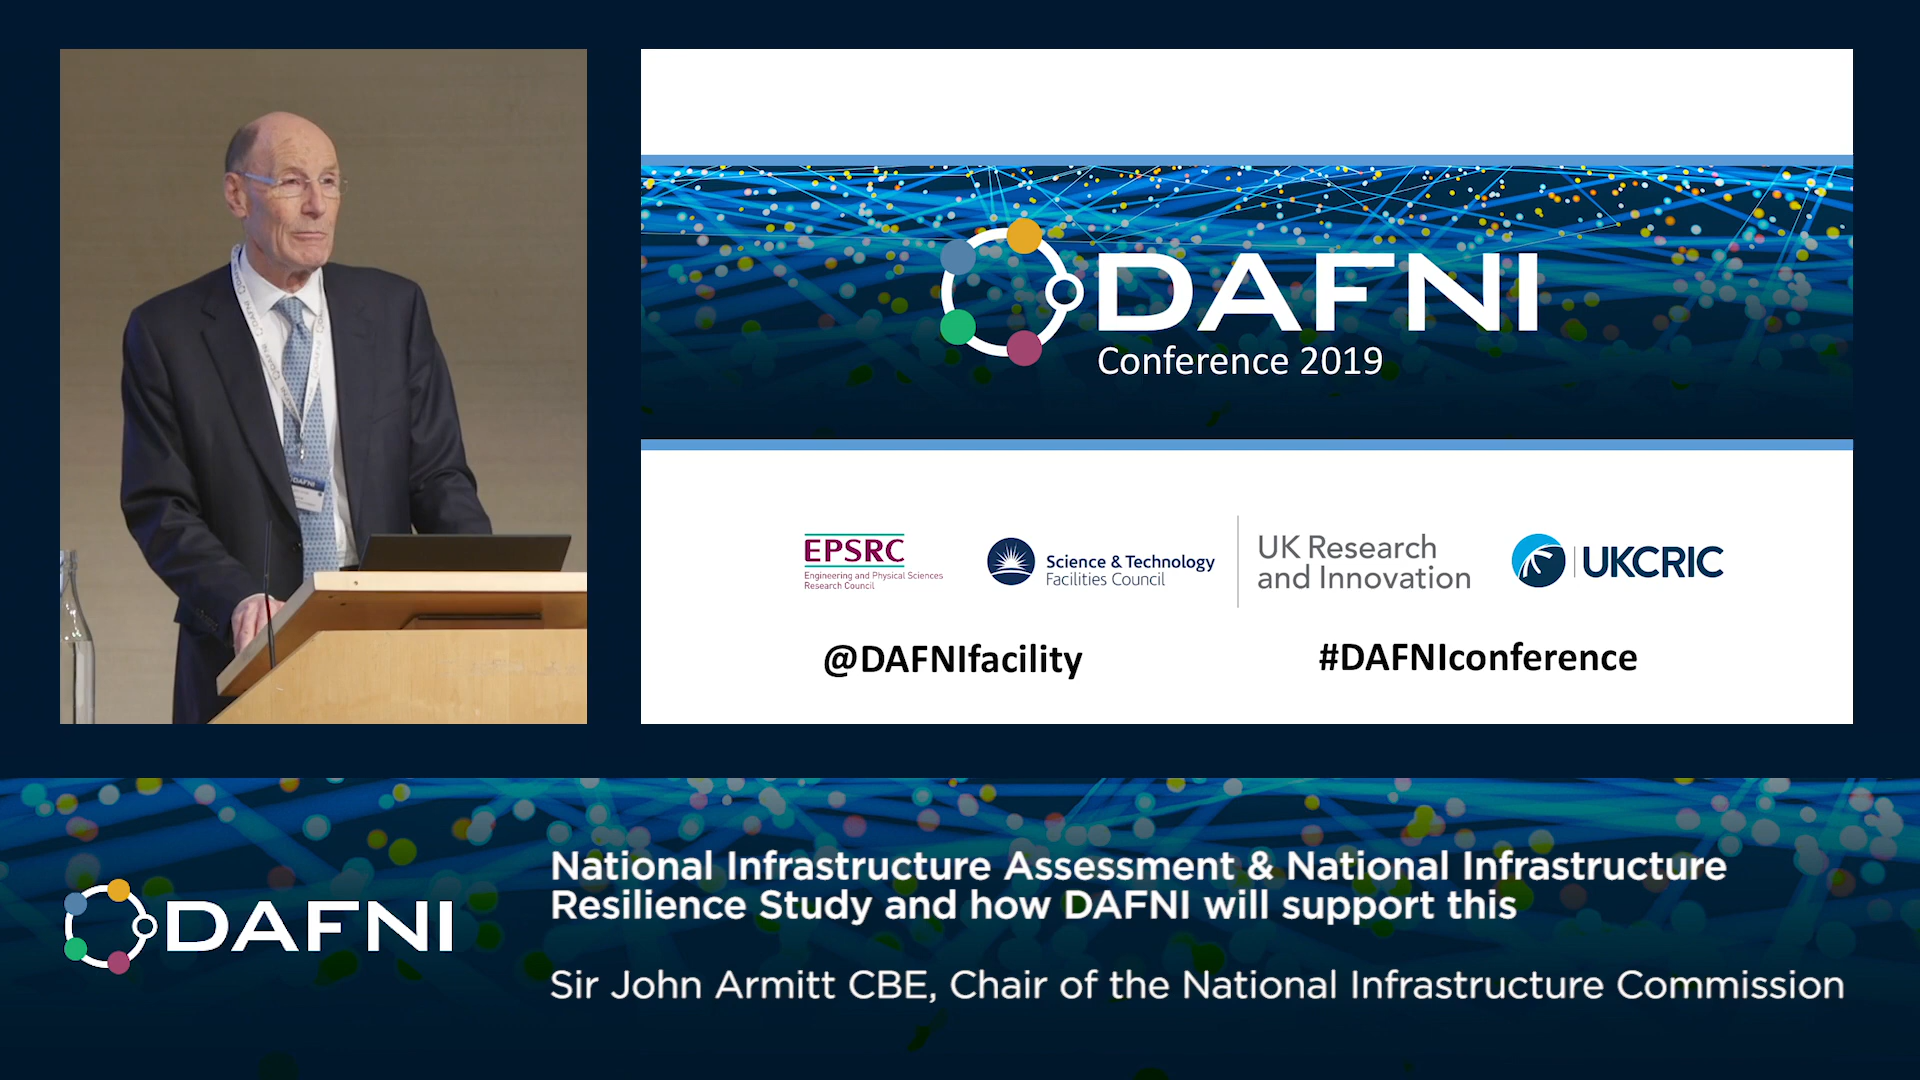 DAFNI
Conference 2019
EPSRC
Engineering and Physical Sciences
Research Council
Science & Technology
Facilities Council
UK Research
and Innovation
UKCRIC
@DAFNIfacility
#DAFNIconference
DAFNI
DAFNI
National Infrastructure Assessment & National Infrastructure
Resilience Study and how DAFNI will support this
Sir John Armitt CBE, Chair of the National Infrastructure Commission